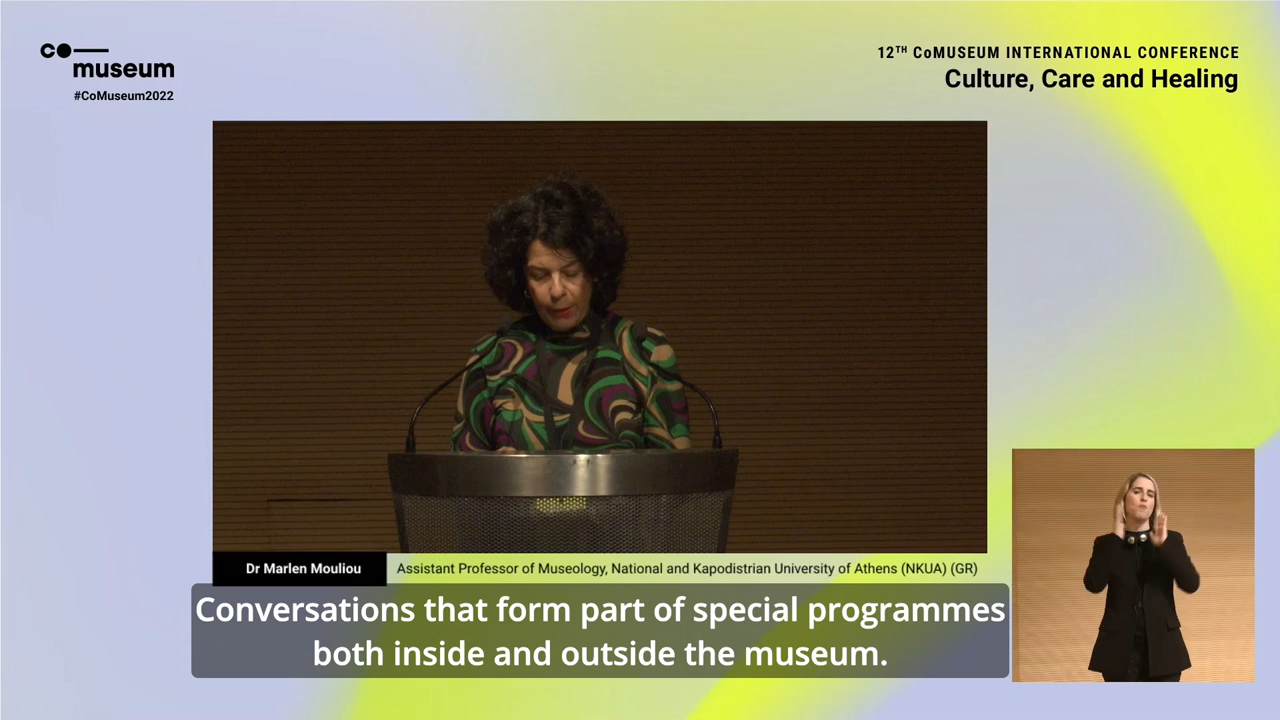 co museum
#CoMuseum2022
12TH CoMUSEUM INTERNATIONAL CONFERENCE
Culture, Care and Healing
Dr Marlen Mouliou
Assistant Professor of Museology, National and Kapodistrian University of Athens (NKUA) (GR)
Conversations that form part of special programmes
both inside and outside the museum.